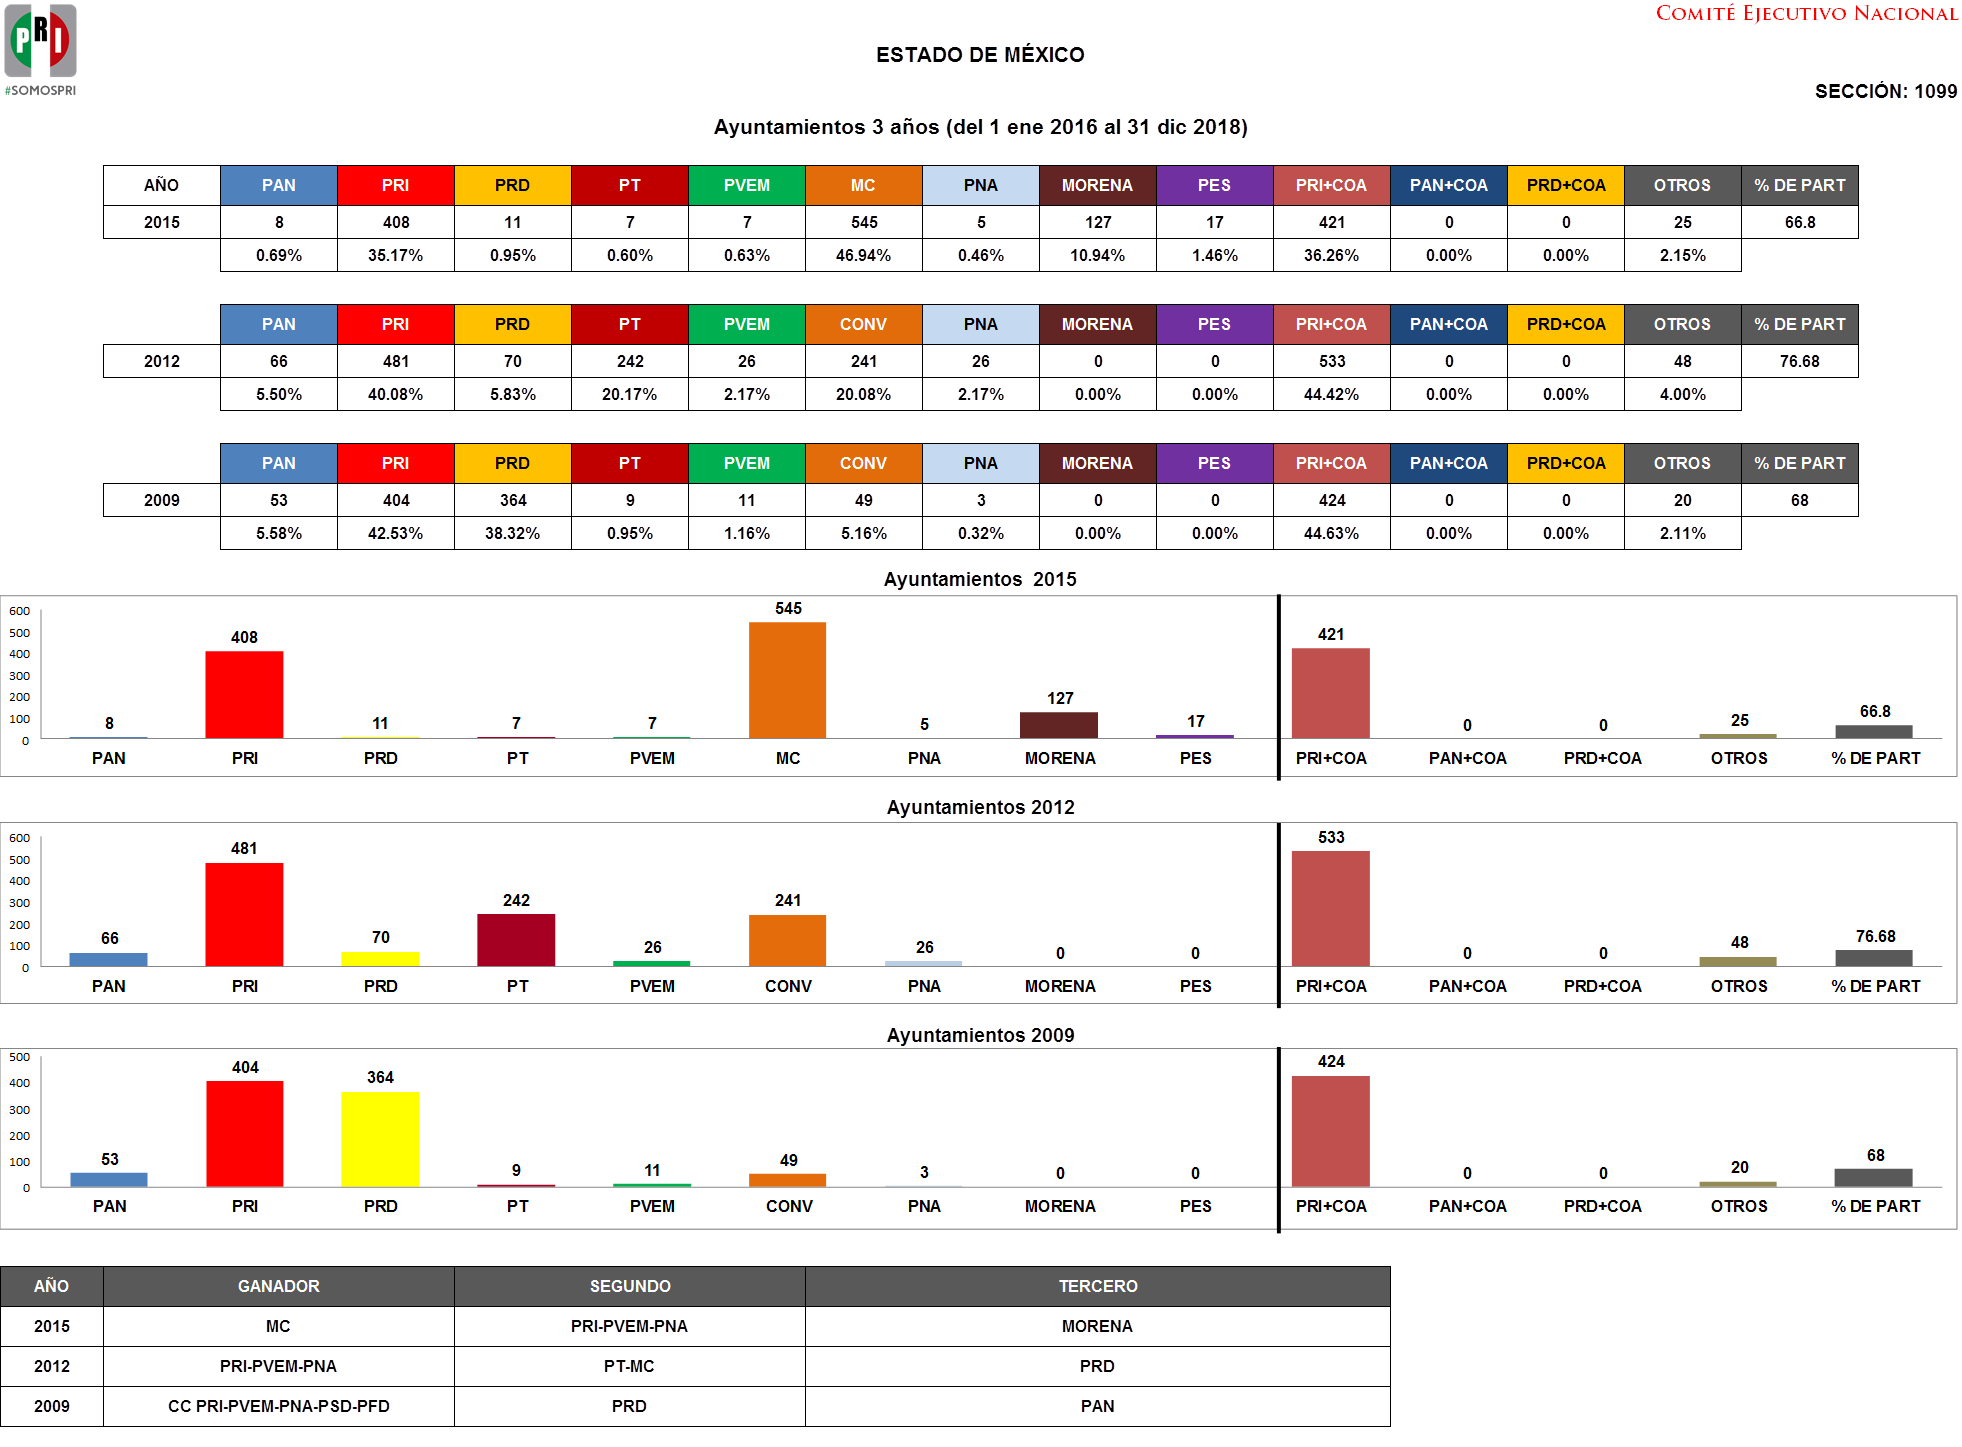 PRI
#SOMOSPRI
COMITÉ EJECUTIVO NACIONAL
ESTADO DE MÉXICO
SECCIÓN: 1099
Ayuntamientos 3 años (del 1 ene 2016 al 31 dic 2018)
AÑO PAN PRI PRD PT PVEM MC PNA MORENA PES PRI+COA PAN+COA PRD+COA OTROS % DE PART
2015 8 408 11 7 7 545 5 127 17 421 0 0 25 66.8
0.69% 35.17% 0.95% 0.60% 0.63% 46.94% 0.46% 10.94% 1.46% 36.26% 0.00% 0.00% 2.15%
PAN PRI PRD PT PVEM CONV PNA MORENA PES PRI+COA PAN+COA PRD+COA OTROS % DE PART
2012 66 481 70 242 26 241 26 0 0 533 0 0 48 76.68
5.50% 40.08% 5.83% 20.17% 2.17% 20.08% 2.17% 0.00% 0.00% 44.42% 0.00% 0.00% 4.00%
PAN PRI PRD PT PVEM CONV PNA MORENA PES PRI+COA PAN+COA PRD+COA OTROS % DE PART
2009 53 404 364 9 11 49 3 0 0 424 0 0 20 68
5.58% 42.53% 38.32% 0.95% 1.16% 5.16% 0.32% 0.00% 0.00% 44.63% 0.00% 0.00% 2.11%
Ayuntamientos 2015
600
500
400
300
200
100
0
8 408 11 7 7 545 5 127 17 421 0 0 25 66.8
PAN PRI PRD PT PVEM MC PNA MORENA PES PRI+COA PAN+COA PRD+COA OTROS % DE PART
Ayuntamientos 2012
600
500
400
300
200
100
0
66 481 70 242 26 241 26 0 0 533 0 0 48 76.68
PAN PRI PRD PT PVEM CONV PNA MORENA PES PRI+COA PAN+COA PRD+COA OTROS % DE PART
Ayuntamientos 2009
500
400
300
200
100
0
53 404 364 9 11 49 3 0 0 424 0 0 20 68
PAN PRI PRD PT PVEM CONV PNA MORENA PES PRI+COA PAN+COA PRD+COA OTROS % DE PART
AÑO GANADOR SEGUNDO TERCERO
2015 MC PRI-PVEM-PNA MORENA
2012 PRI-PVEM-PNA PT-MC PRD
2009 CC PRI-PVEM-PNA-PSD-PFD PRD PAN